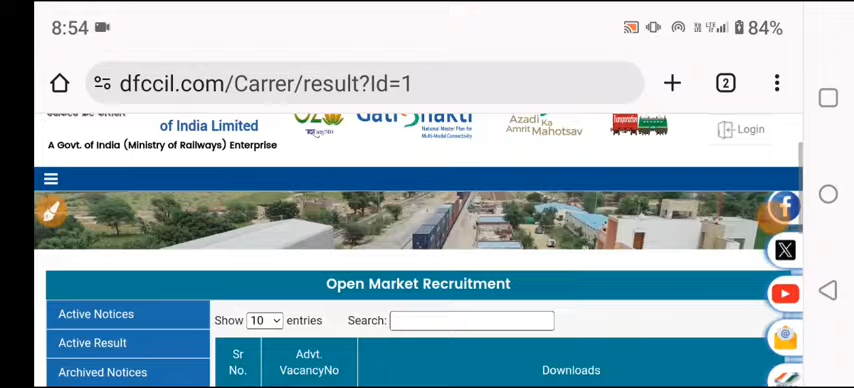 8:54 84%
dfccil.com/Carrer/result?Id=1 2
of India Limited
A Govt. of India (Ministry of Railways) Enterprise
G20
Gati Shakti
National Master Plan for
Multi-Modal Connectivity
Azadi Ka
Amrit Mahotsav
Login
Open Market Recruitment
Active Notices
Active Result
Archived Notices
Show 10 entries Search:
Sr
No.
Advt.
VacancyNo
Downloads